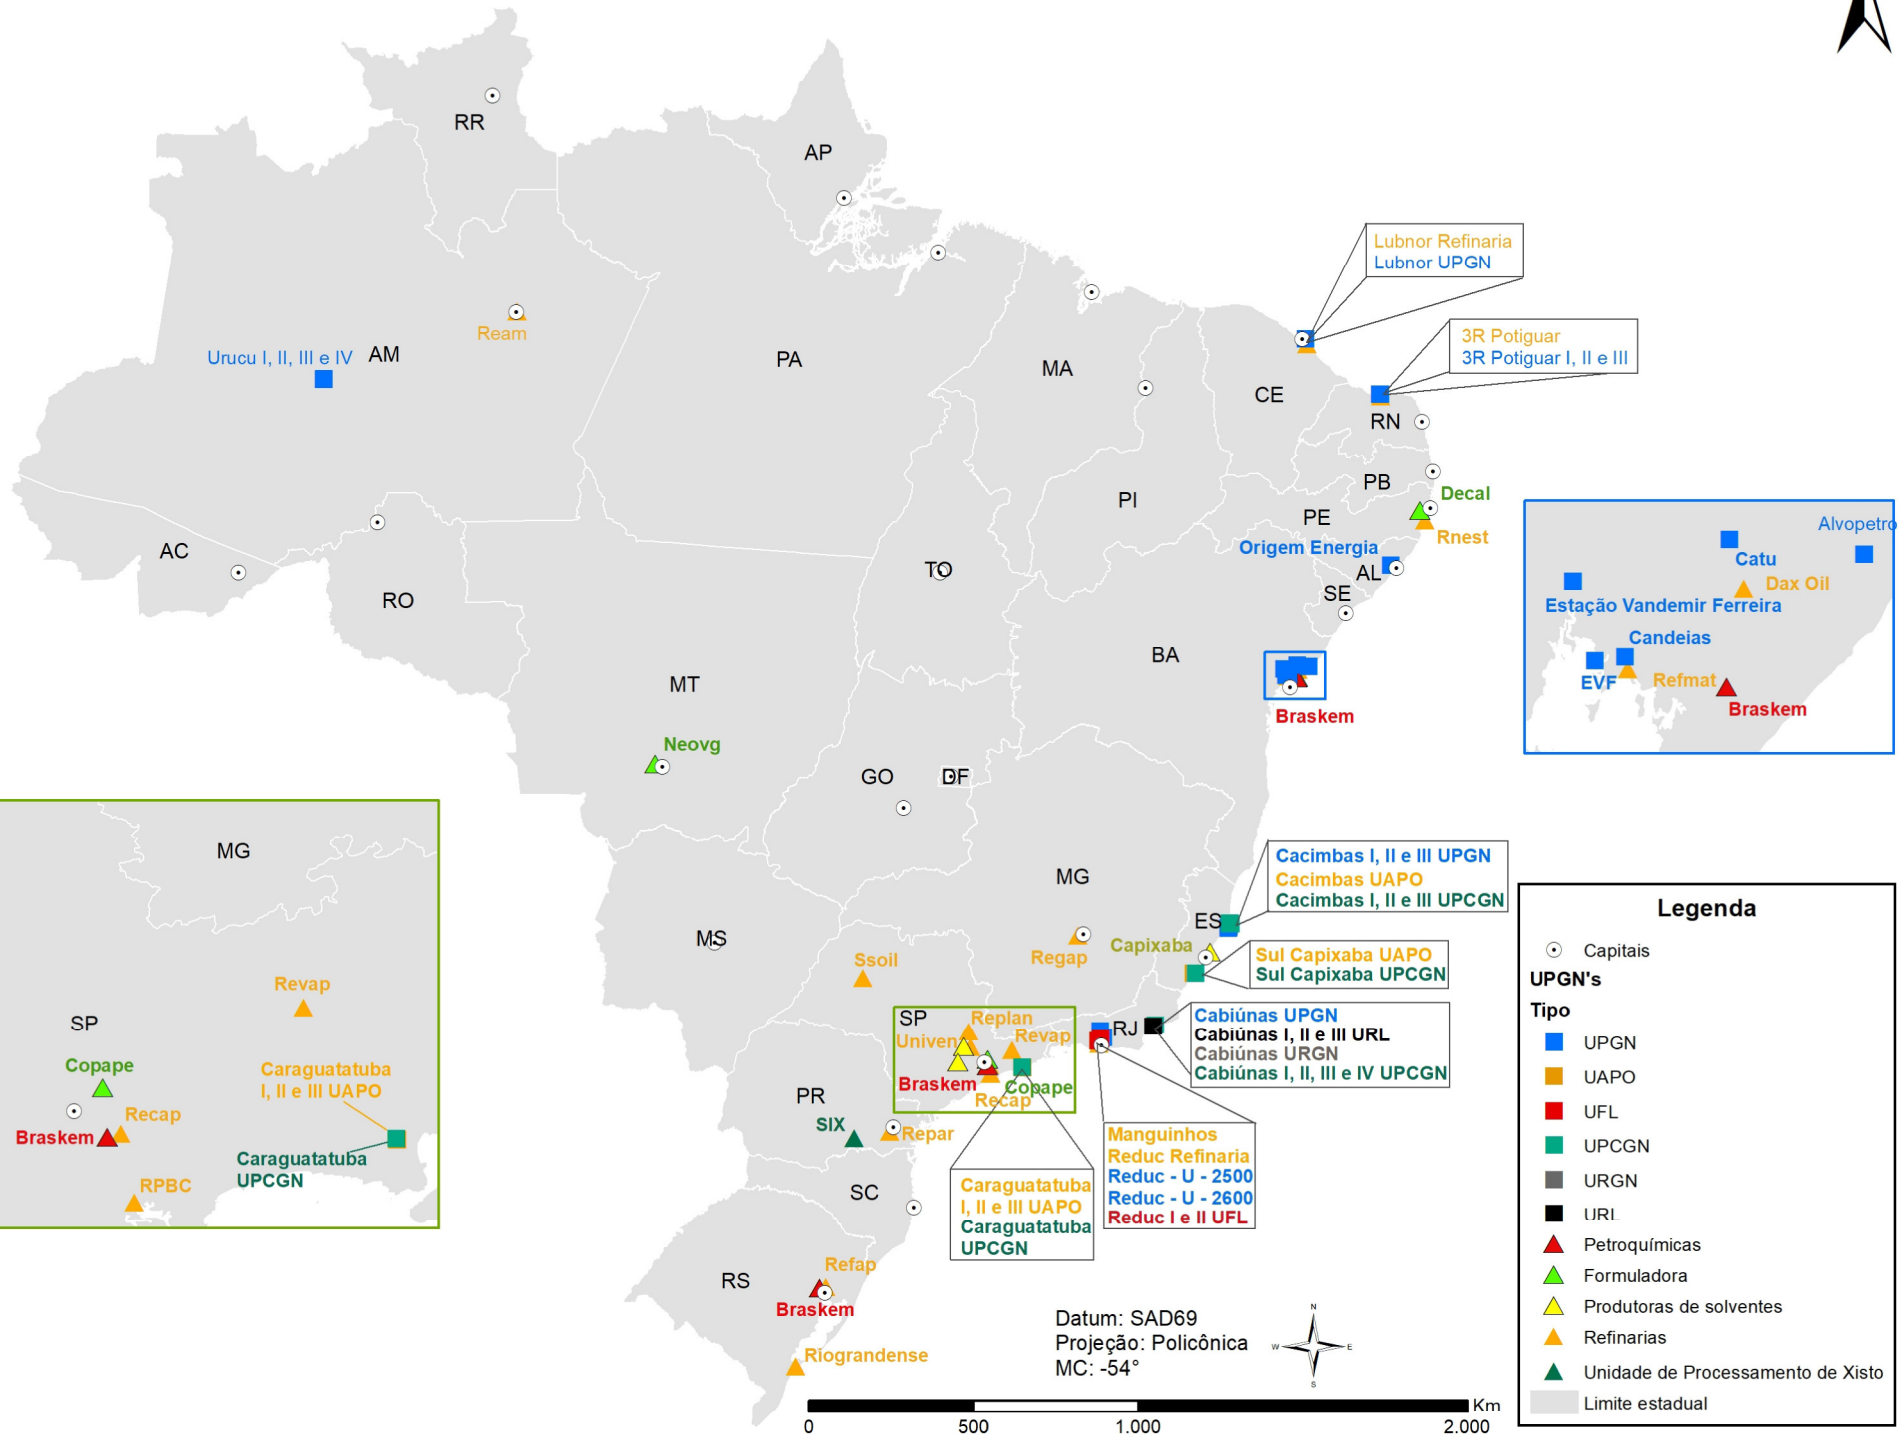 RR
AP
Lubnor Refinaria
Lubnor UPGN
3R Potiguar
3R Potiguar I, II e III
Ream
Urucu I, II, III e IV
AM
PA
MA
CE
RN
PB
PI
PE
Decal
Rnest
Origem Energia
AL
SE
AC
RO
TO
BA
MT
Braskem
Neovg
GO
DF
Alvopetro
Catu
Dax Oil
Estação Vandemir Ferreira
Candeias
EVF
Refmat
Braskem
MG
SP
Revap
Copape
Caraguatatuba
I, II e III UAPO
Recap
Braskem
Caraguatatuba
UPCGN
RPBC
MG
MS
ES
Cacimbas I, II e III UPGN
Cacimbas UAPO
Cacimbas I, II e III UPCGN
Capixaba
Regap
Sul Capixaba UAPO
Sul Capixaba UPCGN
Ssoil
SP
Replan
Univen
Revap
Braskem
Copape
Recap
RJ
Cabiúnas UPGN
Cabiúnas I, II e III URL
Cabiúnas URGN
Cabiúnas I, II, III e IV UPCGN
PR
SIX
Repar
Manguinhos
Reduc Refinaria
Reduc - U - 2500
Reduc - U - 2600
Reduc I e II UFL
Caraguatatuba
I, II e III UAPO
Caraguatatuba
UPCGN
SC
RS
Refap
Braskem
Riograndense
Datum: SAD69
Projeção: Policônica
MC: -54°
N
W
E
S
Km
0
500
1.000
2.000
Legenda
Capitais
UPGN's
Tipo
UPGN
UAPO
UFL
UPCGN
URGN
URL
Petroquímicas
Formuladora
Produtoras de solventes
Refinarias
Unidade de Processamento de Xisto
Limite estadual